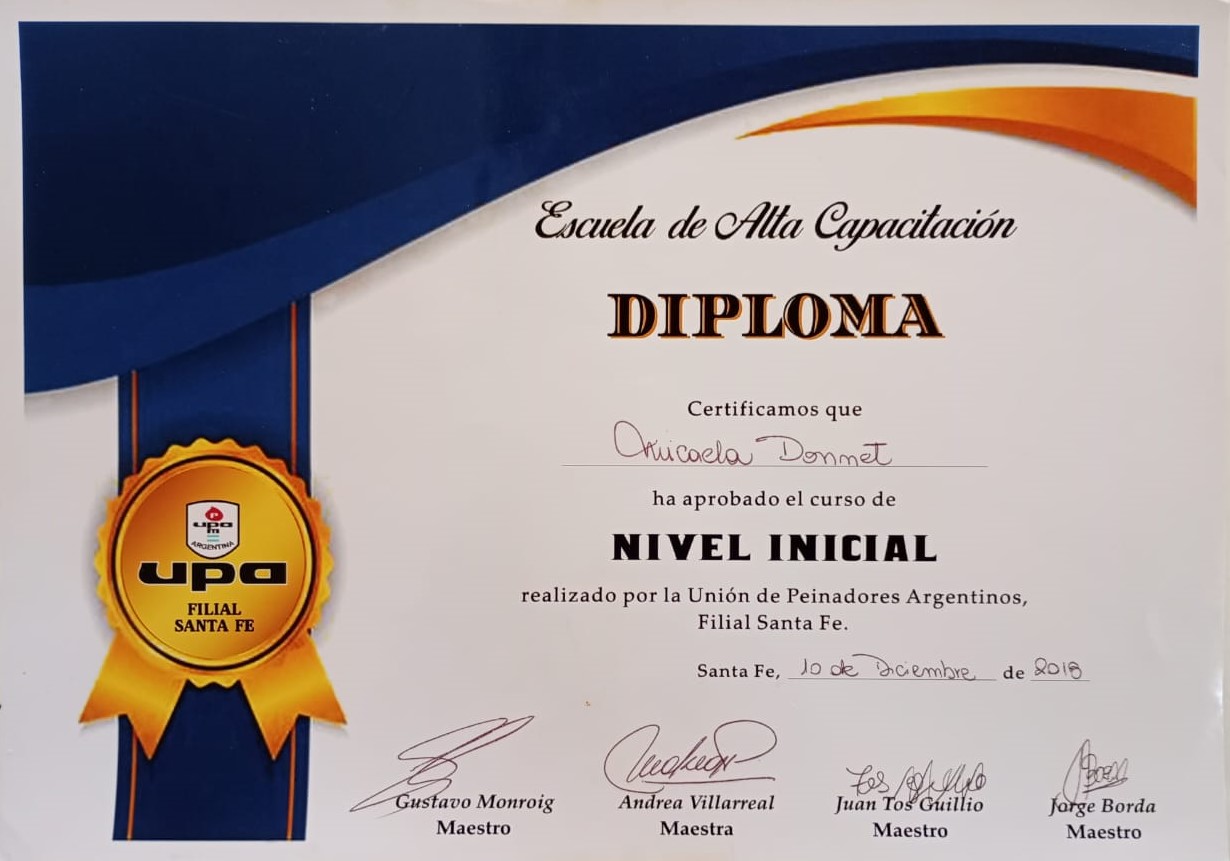 Escuela de Alta Capacitación
DIPLOMA
Certificamos que
Micaela Donnet
ha aprobado el curso de
NIVEL INICIAL
realizado por la Unión de Peinadores Argentinos,
Filial Santa Fe.
Santa Fe, 10 de Diciembre de 2018
upa
ARGENTINA
upa
FILIAL
SANTA FE
Gustavo Monroig Andrea Villarreal Juan Tos Guillio Jorge Borda
Maestro Maestra Maestro Maestro